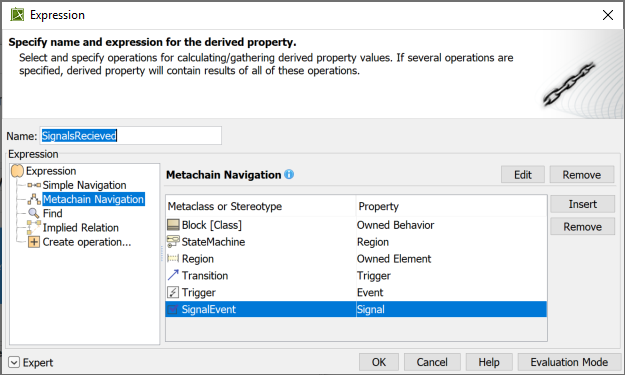 Expression
Specify name and expression for the derived property.
Select and specify operations for calculating/gathering derived property values. If several operations are
specified, derived property will contain results of all of these operations.
Name: SignalsRecieved
Expression
Expression
Simple Navigation
Metachain Navigation
Find
Implied Relation
Create operation...
Metachain Navigation Edit Remove
Metaclass or Stereotype Property
Block [Class] Owned Behavior
StateMachine Region
Region Owned Element
Transition Trigger
Trigger Event
SignalEvent Signal
Insert
Remove
Expert OK Cancel Help Evaluation Mode